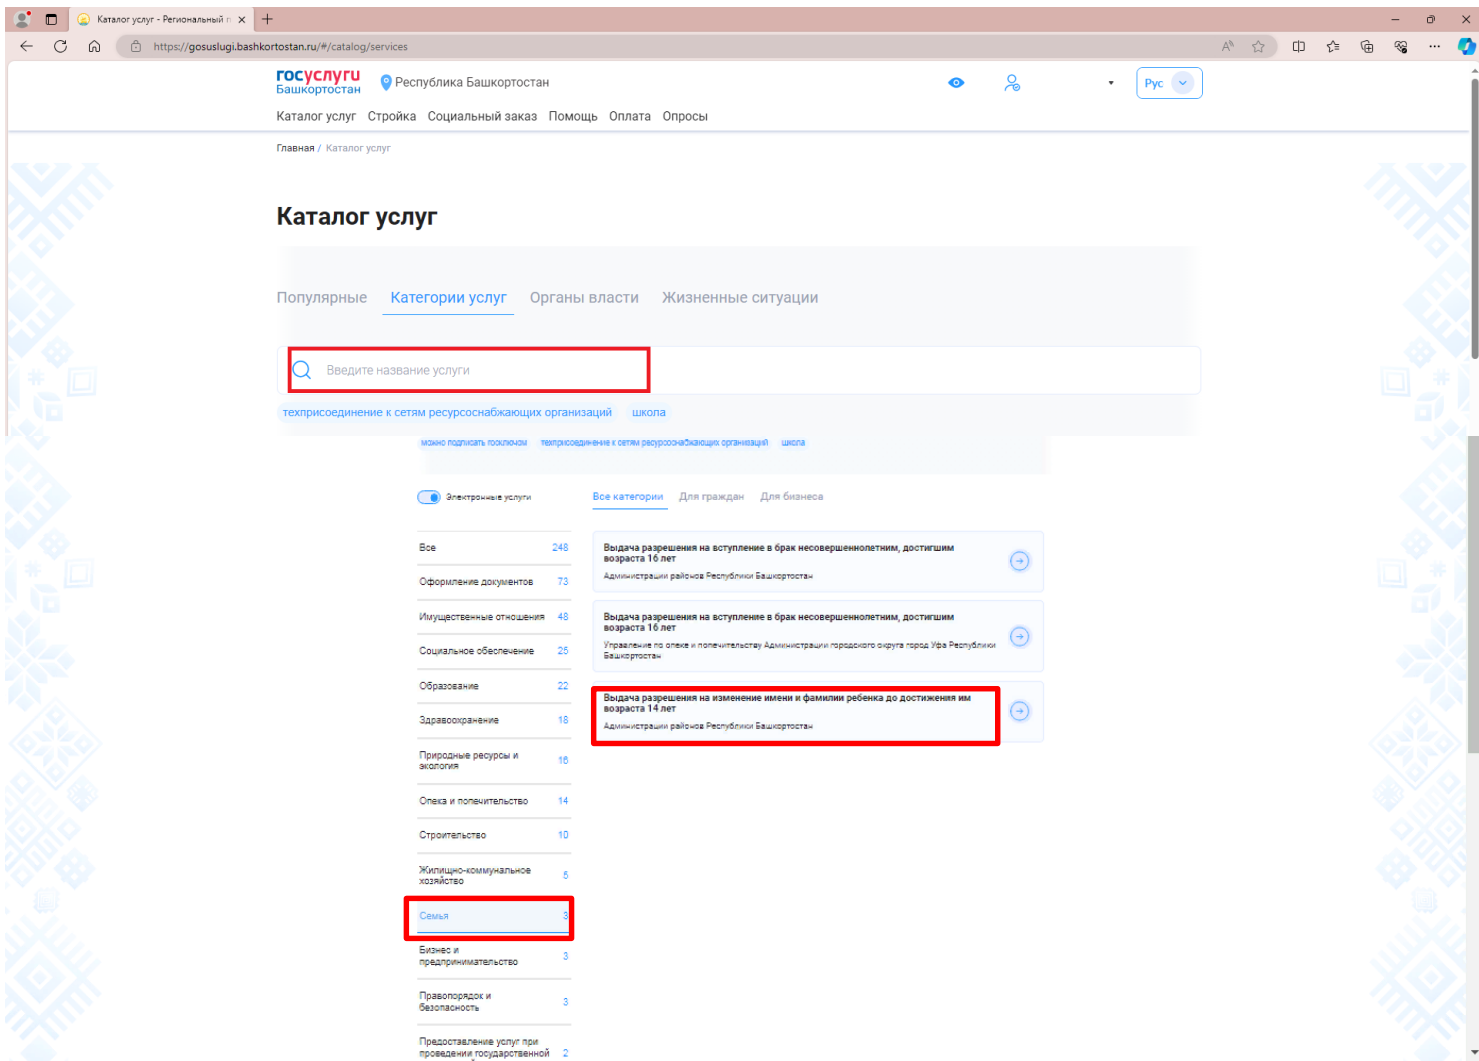 Каталог услуг - Региональный п
https://gosuslugi.bashkortostan.ru/#/catalog/services
госуслуги
Башкортостан
Республика Башкортостан
Рус
Каталог услуг Стройка Социальный заказ Помощь Оплата Опросы
Главная / Каталог услуг
Каталог услуг
Популярные Категории услуг Органы власти Жизненные ситуации
Введите название услуги
техприсоединение к сетям ресурсоснабжающих организаций школа
можно подписать госключом техприсоединение к сетям ресурсоснабжающих организаций школа
Электронные услуги
Все категории Для граждан Для бизнеса
Все 248
Оформление документов 73
Имущественные отношения 48
Социальное обеспечение 25
Образование 22
Здравоохранение 18
Природные ресурсы и
экология 16
Опека и попечительство 14
Строительство 10
Жилищно-коммунальное
хозяйство 5
Семья 3
Бизнес и
предпринимательство 3
Правопорядок и
безопасность 3
Предоставление услуг при
проведении государственной 2
Выдача разрешения на вступление в брак несовершеннолетним, достигшим
возраста 16 лет
Администрации районов Республики Башкортостан
Выдача разрешения на вступление в брак несовершеннолетним, достигшим
возраста 16 лет
Управление по опеке и попечительству Администрации городского округа город Уфа Республики
Башкортостан
Выдача разрешения на изменение имени и фамилии ребенка до достижения им
возраста 14 лет
Администрации районов Республики Башкортостан